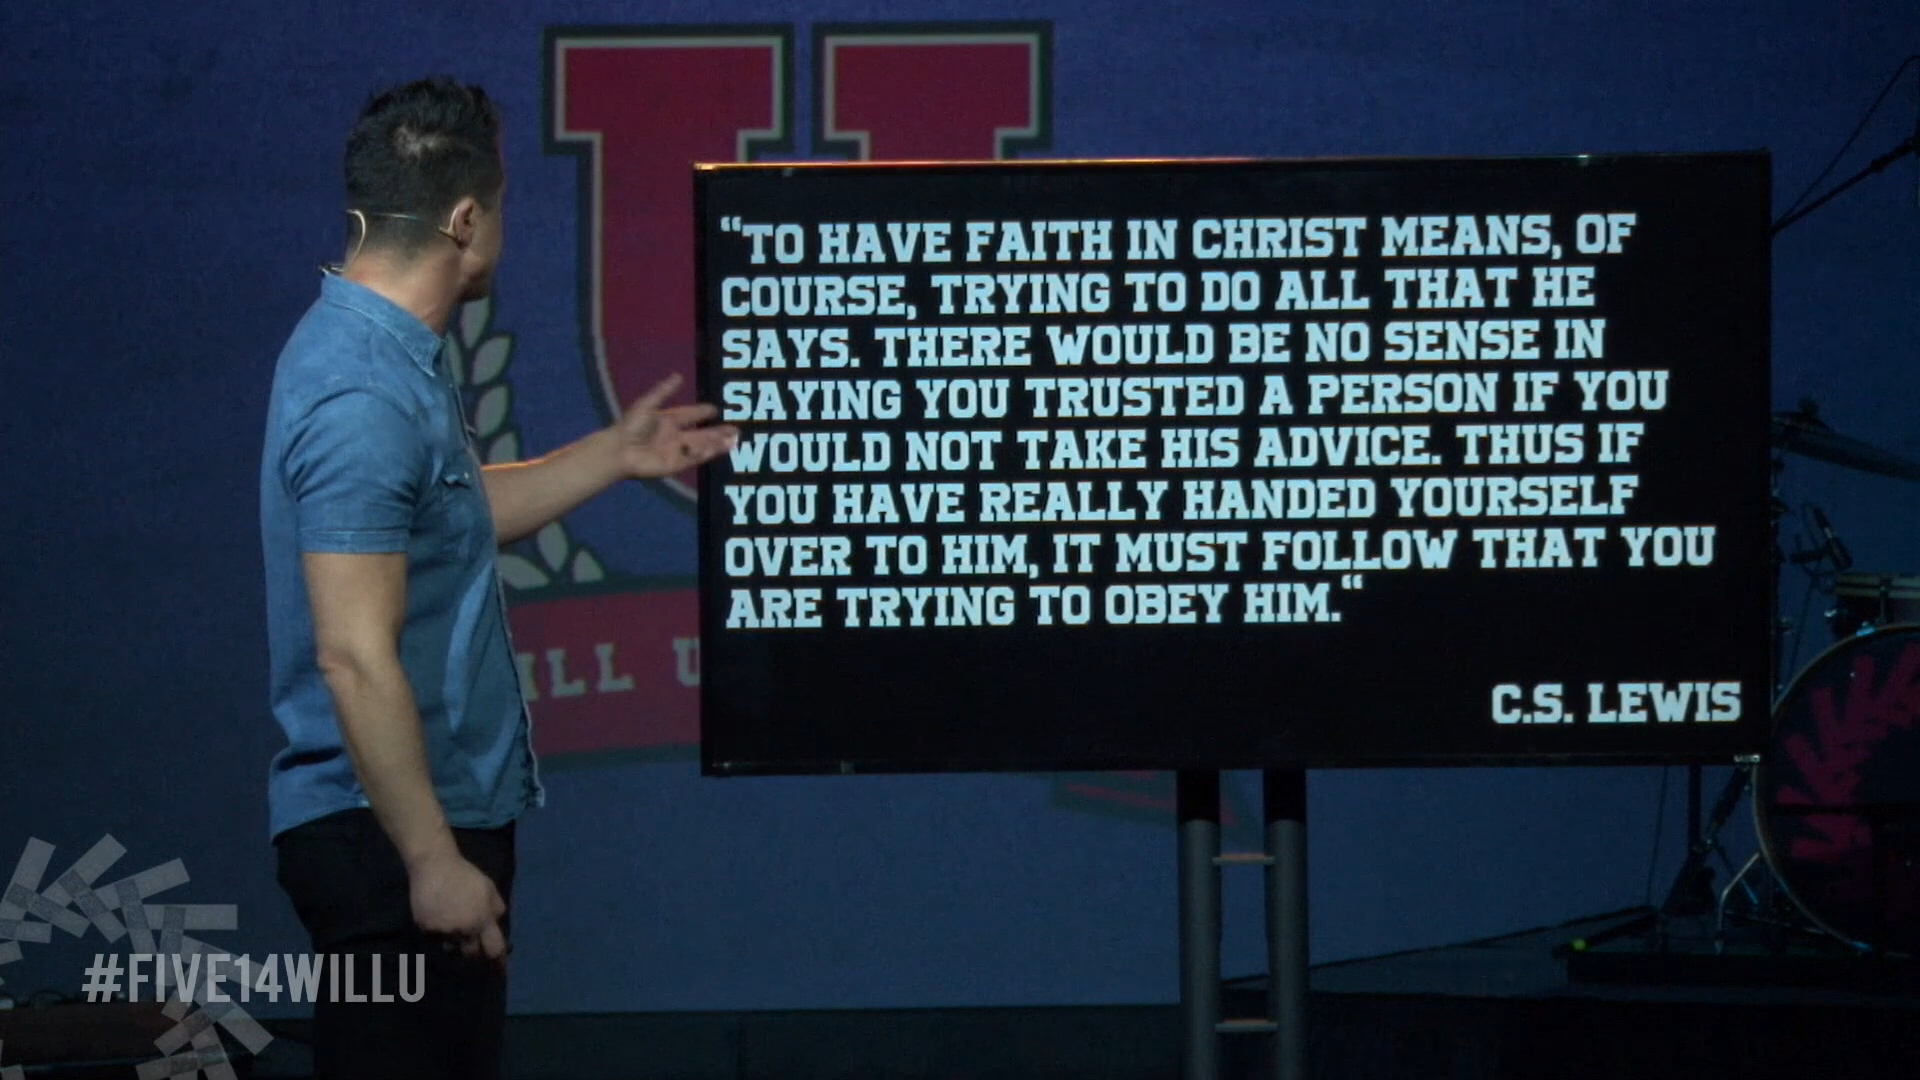 “TO HAVE FAITH IN CHRIST MEANS, OF
COURSE, TRYING TO DO ALL THAT HE
SAYS. THERE WOULD BE NO SENSE IN
SAYING YOU TRUSTED A PERSON IF YOU
WOULD NOT TAKE HIS ADVICE. THUS IF
YOU HAVE REALLY HANDED YOURSELF
OVER TO HIM, IT MUST FOLLOW THAT YOU
ARE TRYING TO OBEY HIM.“
C.S. LEWIS
U
ILL U
#FIVE14WILLU